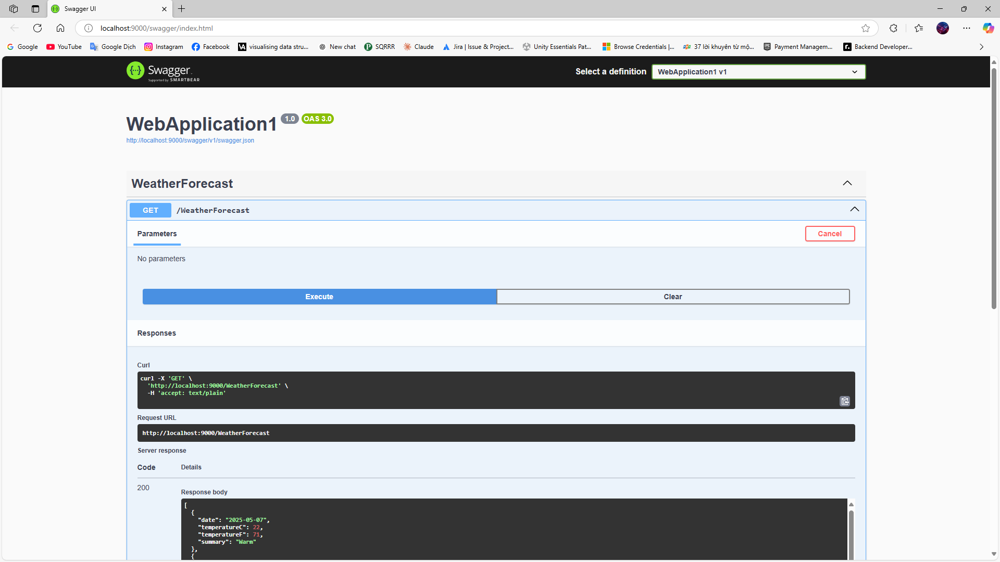 Swagger UI
localhost:9000/swagger/index.html
Google
YouTube
Google Dịch
Instagram
Facebook
visualising data stru...
New chat
SQRRR
Claude
Jira | Issue & Project...
Unity Essentials Pat...
Browse Credentials |...
37 lời khuyên từ mộ...
Payment Managem...
Backend Developer...
Swagger
Supported by SMARTBEAR
Select a definition
WebApplication1 v1
WebApplication1 1.0 OAS 3.0
http://localhost:9000/swagger/v1/swagger.json
WeatherForecast
GET /WeatherForecast
Parameters
Cancel
No parameters
Execute
Clear
Responses
Curl
curl -X 'GET' \
'http://localhost:9000/WeatherForecast' \
-H 'accept: text/plain'
Request URL
http://localhost:9000/WeatherForecast
Server response
Code Details
200
Response body
[
{
"date": "2025-05-07",
"temperatureC": 22,
"temperatureF": 71,
"summary": "Warm"
},
{